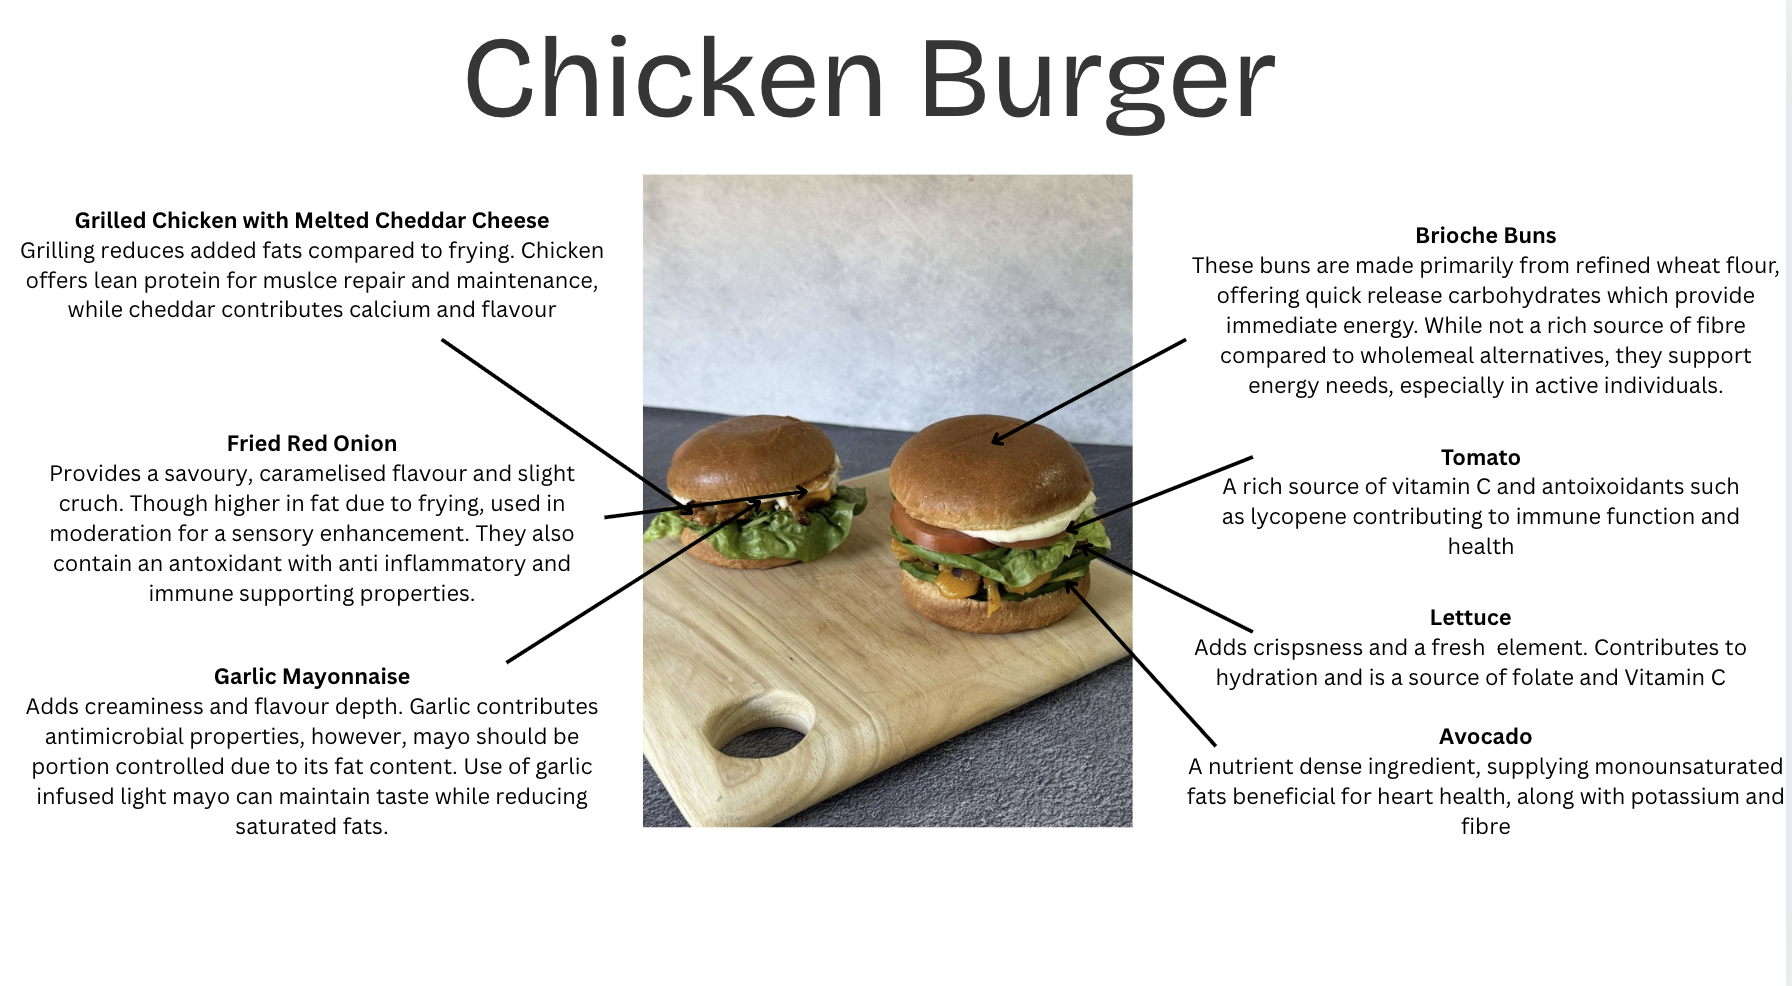 Chicken Burger
Grilled Chicken with Melted Cheddar Cheese
Grilling reduces added fats compared to frying. Chicken
offers lean protein for muslce repair and maintenance,
while cheddar contributes calcium and flavour
Fried Red Onion
Provides a savoury, caramelised flavour and slight
cruch. Though higher in fat due to frying, used in
moderation for a sensory enhancement. They also
contain an antoxidant with anti inflammatory and
immune supporting properties.
Garlic Mayonnaise
Adds creaminess and flavour depth. Garlic contributes
antimicrobial properties, however, mayo should be
portion controlled due to its fat content. Use of garlic
infused light mayo can maintain taste while reducing
saturated fats.
Brioche Buns
These buns are made primarily from refined wheat flour,
offering quick release carbohydrates which provide
immediate energy. While not a rich source of fibre
compared to wholemeal alternatives, they support
energy needs, especially in active individuals.
Tomato
A rich source of vitamin C and antoixoidants such
as lycopene contributing to immune function and
health
Lettuce
Adds crispsness and a fresh  element. Contributes to
hydration and is a source of folate and Vitamin C
Avocado
A nutrient dense ingredient, supplying monounsaturated
fats beneficial for heart health, along with potassium and
fibre